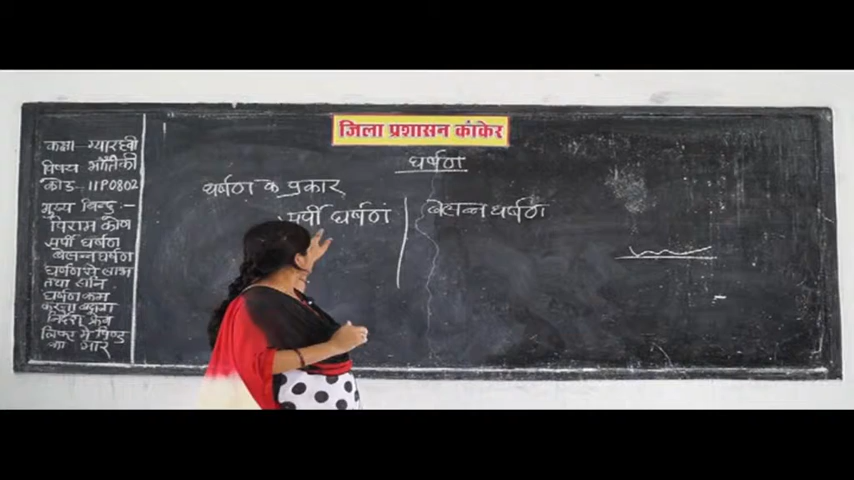 जिला प्रशासन कांकेर
घर्षण
कक्षा ग्यारहवी
विषय भौतिकी
कोड - 11P0802
मुख्य बिन्दु :-
विराम कोण
सर्पी घर्षण
बेलन घर्षण
घर्षण से लाभ
तथा हानि
घर्षण कम
करना बढ़ाना
लिफ्ट मे पिण्ड
का भार
घर्षण के प्रकार
सर्पी घर्षण
बेलन घर्षण